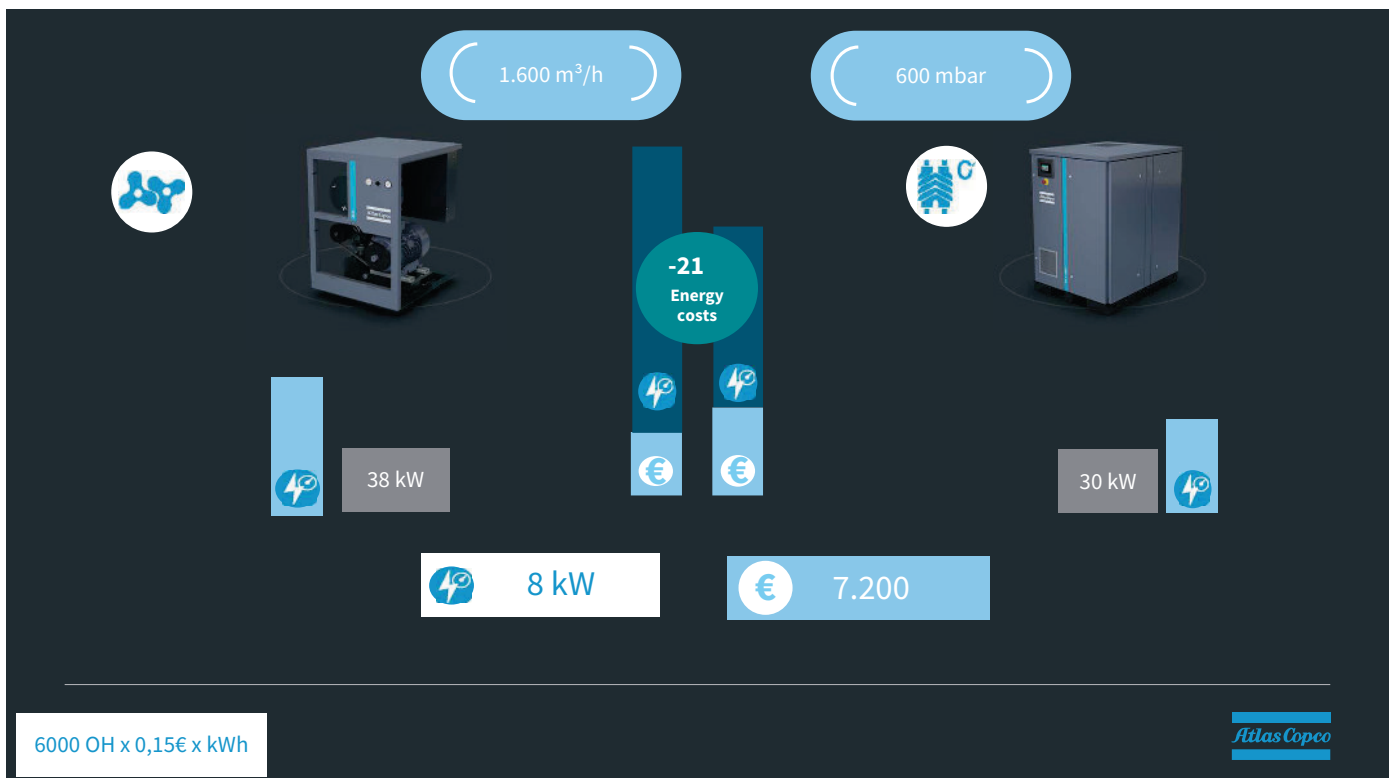 1.600 m³/h
600 mbar
-21
Energy
costs
38 kW
30 kW
8 kW
€ 7.200
6000 OH x 0,15€ x kWh
Atlas Copco